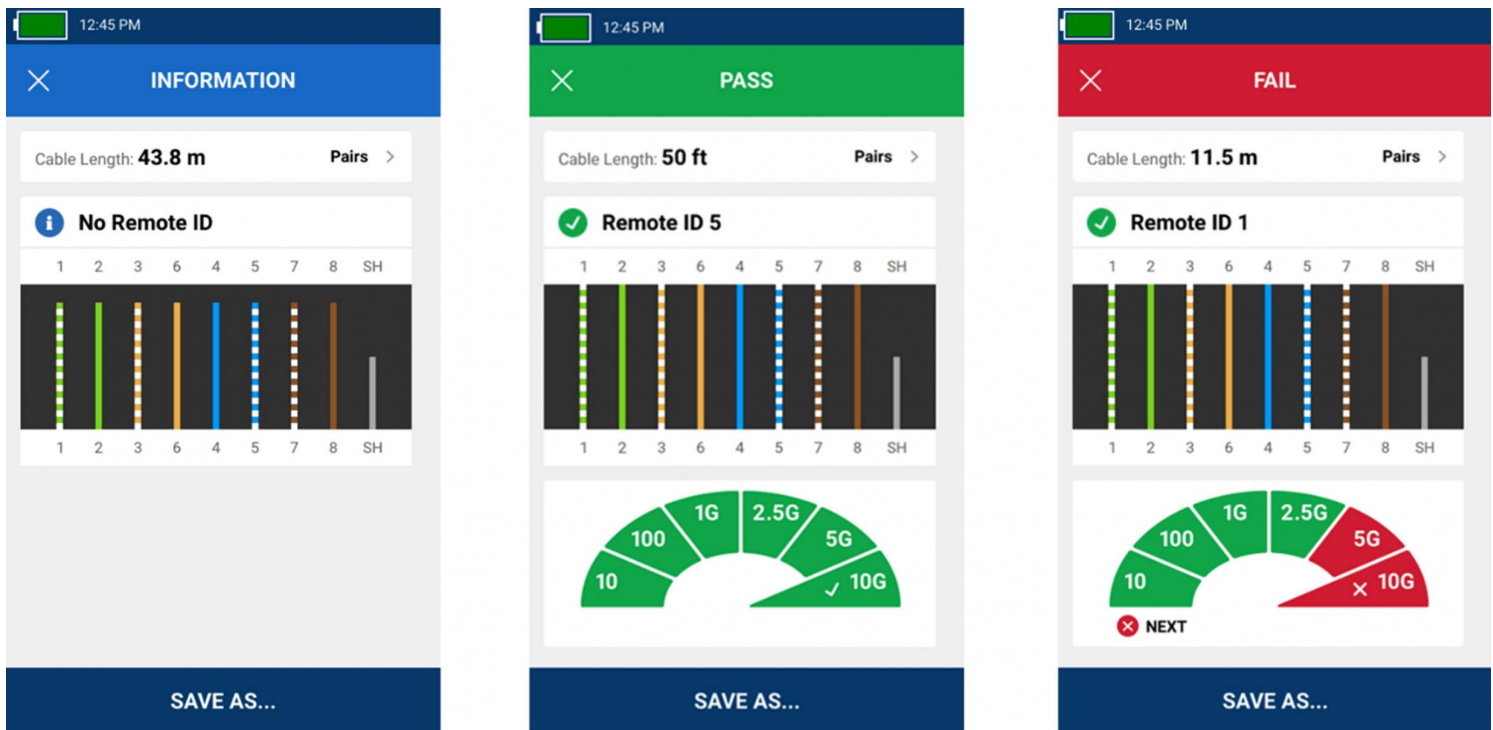 12:45 PM
INFORMATION
Cable Length: 43.8 m Pairs >
i No Remote ID
1 2 3 6 4 5 7 8 SH
1 2 3 6 4 5 7 8 SH
SAVE AS...
12:45 PM
PASS
Cable Length: 50 ft Pairs >
Remote ID 5
1 2 3 6 4 5 7 8 SH
1 2 3 6 4 5 7 8 SH
10 100 1G 2.5G 5G 10G
SAVE AS...
12:45 PM
FAIL
Cable Length: 11.5 m Pairs >
Remote ID 1
1 2 3 6 4 5 7 8 SH
1 2 3 6 4 5 7 8 SH
10 100 1G 2.5G 5G 10G
NEXT
SAVE AS...